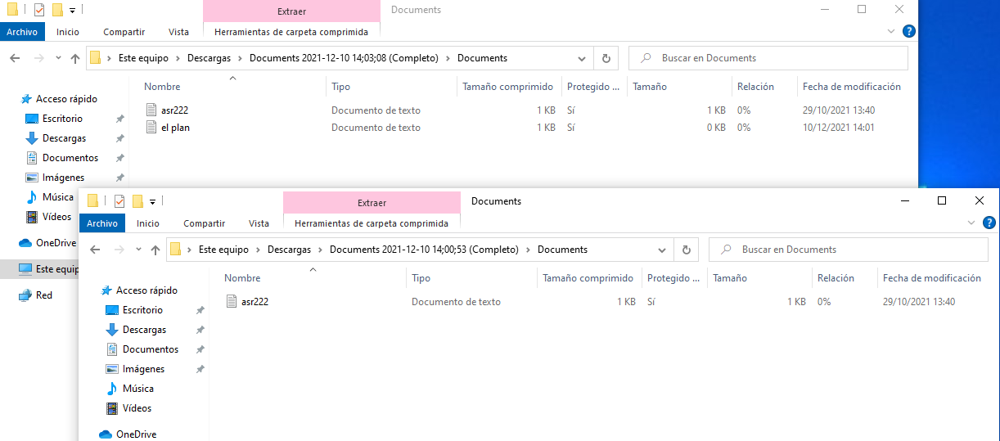 Extraer Documents
Archivo Inicio Compartir Vista Herramientas de carpeta comprimida
Este equipo Descargas Documents 2021-12-10 14;03;08 (Completo) Documents Buscar en Documents
Nombre Tipo Tamaño comprimido Protegido ... Tamaño Relación Fecha de modificación
Acceso rápido
asr222 Documento de texto 1 KB Sí 1 KB 0% 29/10/2021 13:40
Escritorio
el plan Documento de texto 1 KB Sí 0 KB 0% 10/12/2021 14:01
Descargas
Documentos
Imágenes
Música
Vídeos
OneDrive
Este equip
Red
Extraer Documents
Archivo Inicio Compartir Vista Herramientas de carpeta comprimida
Este equipo Descargas Documents 2021-12-10 14;00;53 (Completo) Documents Buscar en Documents
Nombre Tipo Tamaño comprimido Protegido ... Tamaño Relación Fecha de modificación
Acceso rápido
asr222 Documento de texto 1 KB Sí 1 KB 0% 29/10/2021 13:40
Escritorio
Descargas
Documentos
Imágenes
Música
Vídeos
OneDrive